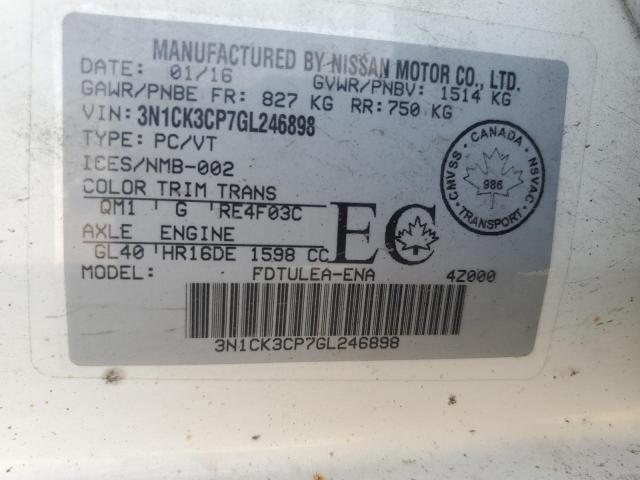 MANUFACTURED BY NISSAN MOTOR CO., LTD.
DATE: 01/16 GVWR/PNBV: 1514 KG
GAWR/PNBE FR: 827 KG RR: 750 KG
VIN: 3N1CK3CP7GL246898
TYPE: PC/VT
ICES/NMB-002
COLOR TRIM TRANS
QM1 G RE4F03C
AXLE ENGINE
GL40 HR16DE 1598 CC
EC
MODEL: FDTULEA-ENA 4Z000
3N1CK3CP7GL246898
CANADA
CMVSS NSVAC
986
TRANSPORT